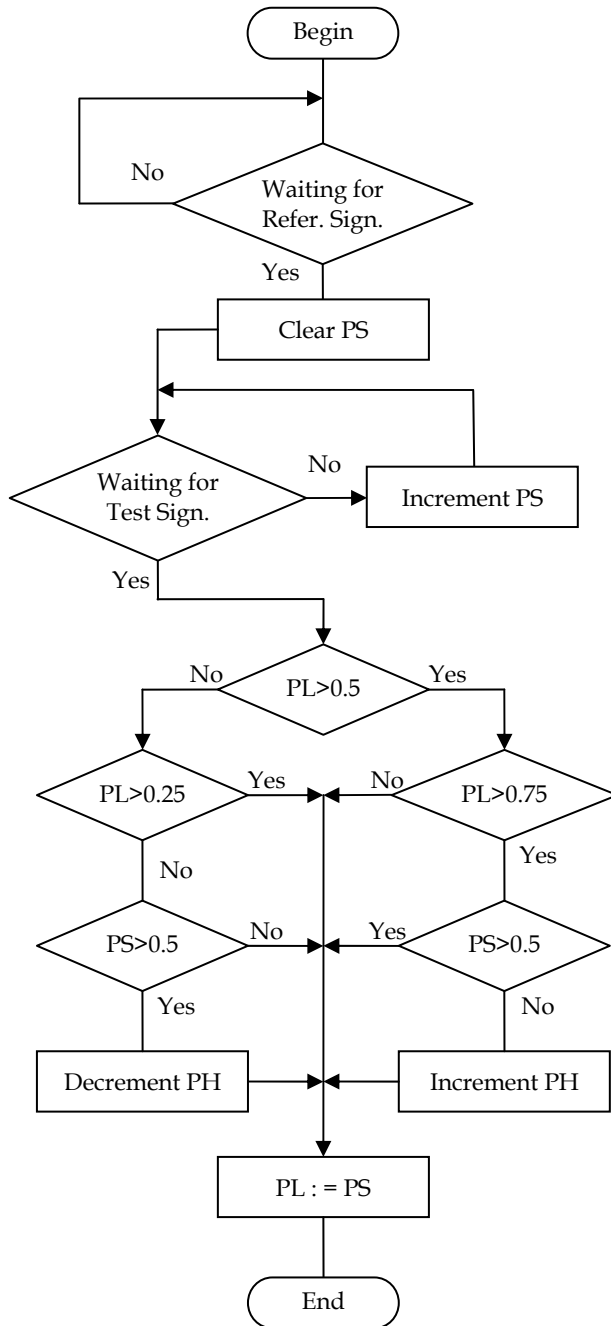 Begin
No
Waiting for
Refer. Sign.
Yes
Clear PS
Waiting for
Test Sign.
No
Increment PS
Yes
No
PL>0.5
Yes
PL>0.25
Yes
No
PL>0.75
No
Yes
PS>0.5
No
Yes
PS>0.5
Yes
No
Decrement PH
Increment PH
PL : = PS
End